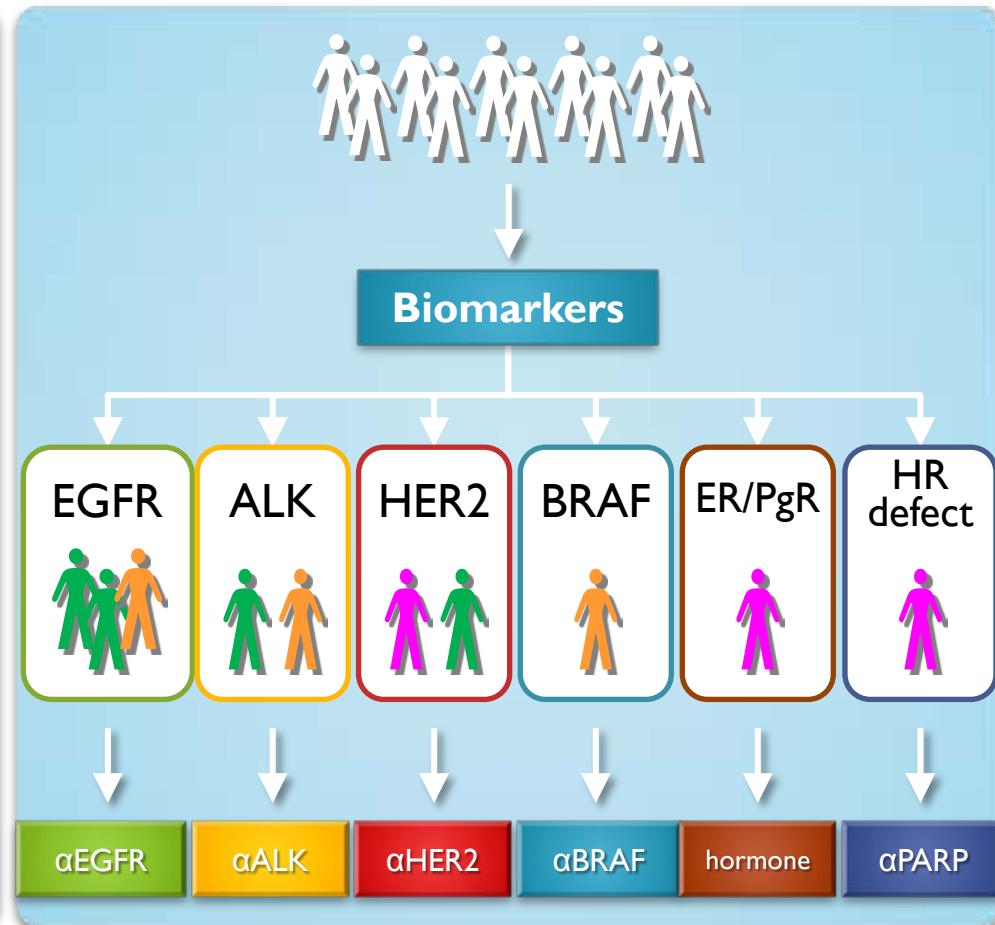 Biomarkers
EGFR
ALK
HER2
BRAF
ER/PgR
HR
defect
αEGFR
αALK
αHER2
αBRAF
hormone
αPARP